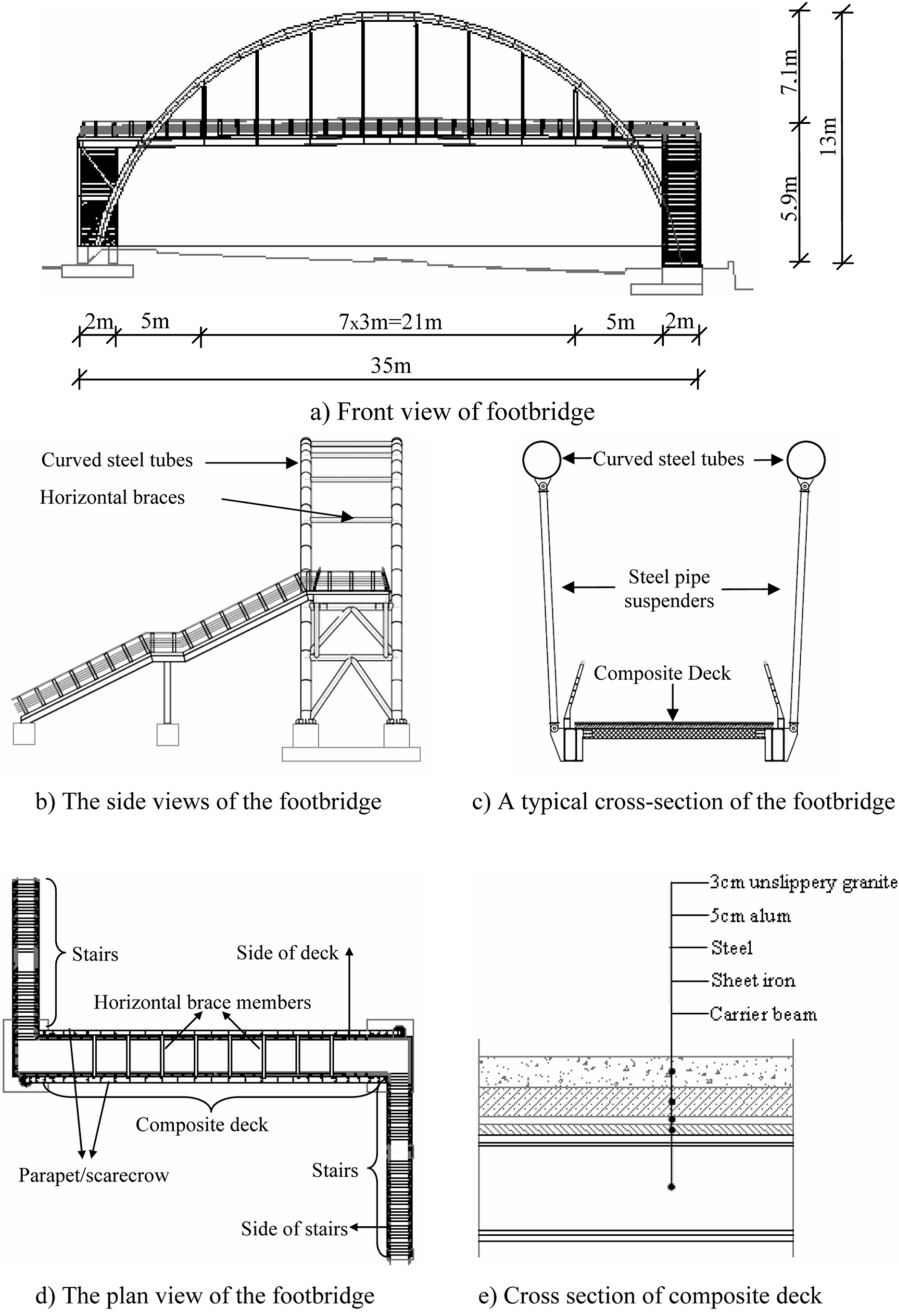 7.1m
13m
5.9m
2m
5m
7x3m=21m
5m
2m
35m
a) Front view of footbridge
Curved steel tubes
Horizontal braces
Curved steel tubes
Steel pipe
suspenders
Composite Deck
b) The side views of the footbridge
c) A typical cross-section of the footbridge
Stairs
Side of deck
Horizontal brace members
Composite deck
Parapet/scarecrow
Stairs
Side of stairs
3cm unslippery granite
5cm alum
Steel
Sheet iron
Carrier beam
d) The plan view of the footbridge
e) Cross section of composite deck